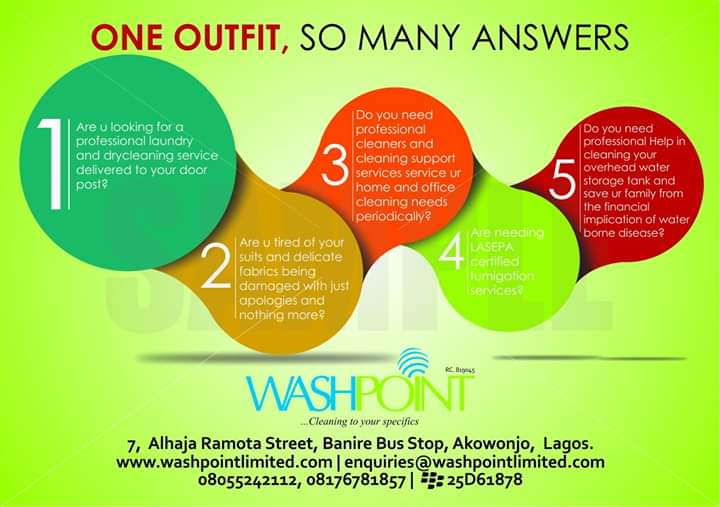 ONE OUTFIT, SO MANY ANSWERS
1
Are u looking for a
professional laundry
and drycleaning service
delivered to your door
post?
2
Are u tired of your
suits and delicate
fabrics being
damaged with just
apologies and
nothing more?
3
Do you need
professional
cleaners and
cleaning support
services service ur
home and office
cleaning needs
periodically?
4
Are needing
LASEPA
certified
fumigation
services?
5
Do you need
professional Help in
cleaning your
overhead water
storage tank and
save ur family from
the financial
implication of water
borne disease?
SAMPLE
RC. 819045
WASHPOINT
...Cleaning to your specifics
7, Alhaja Ramota Street, Banire Bus Stop, Akowonjo, Lagos.
www.washpointlimited.com | enquiries@washpointlimited.com
08055242112, 08176781857 | 25D61878